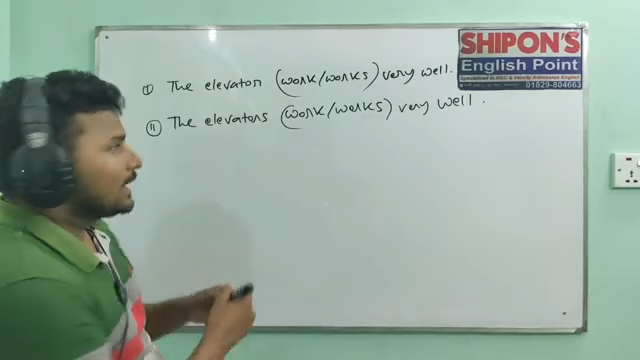 SHIPON'S
English Point
Specialized in HSC & Varsity Admission English
01829-804663
(i) The elevator (work/works) very well.
(ii) The elevators (work/works) very well.